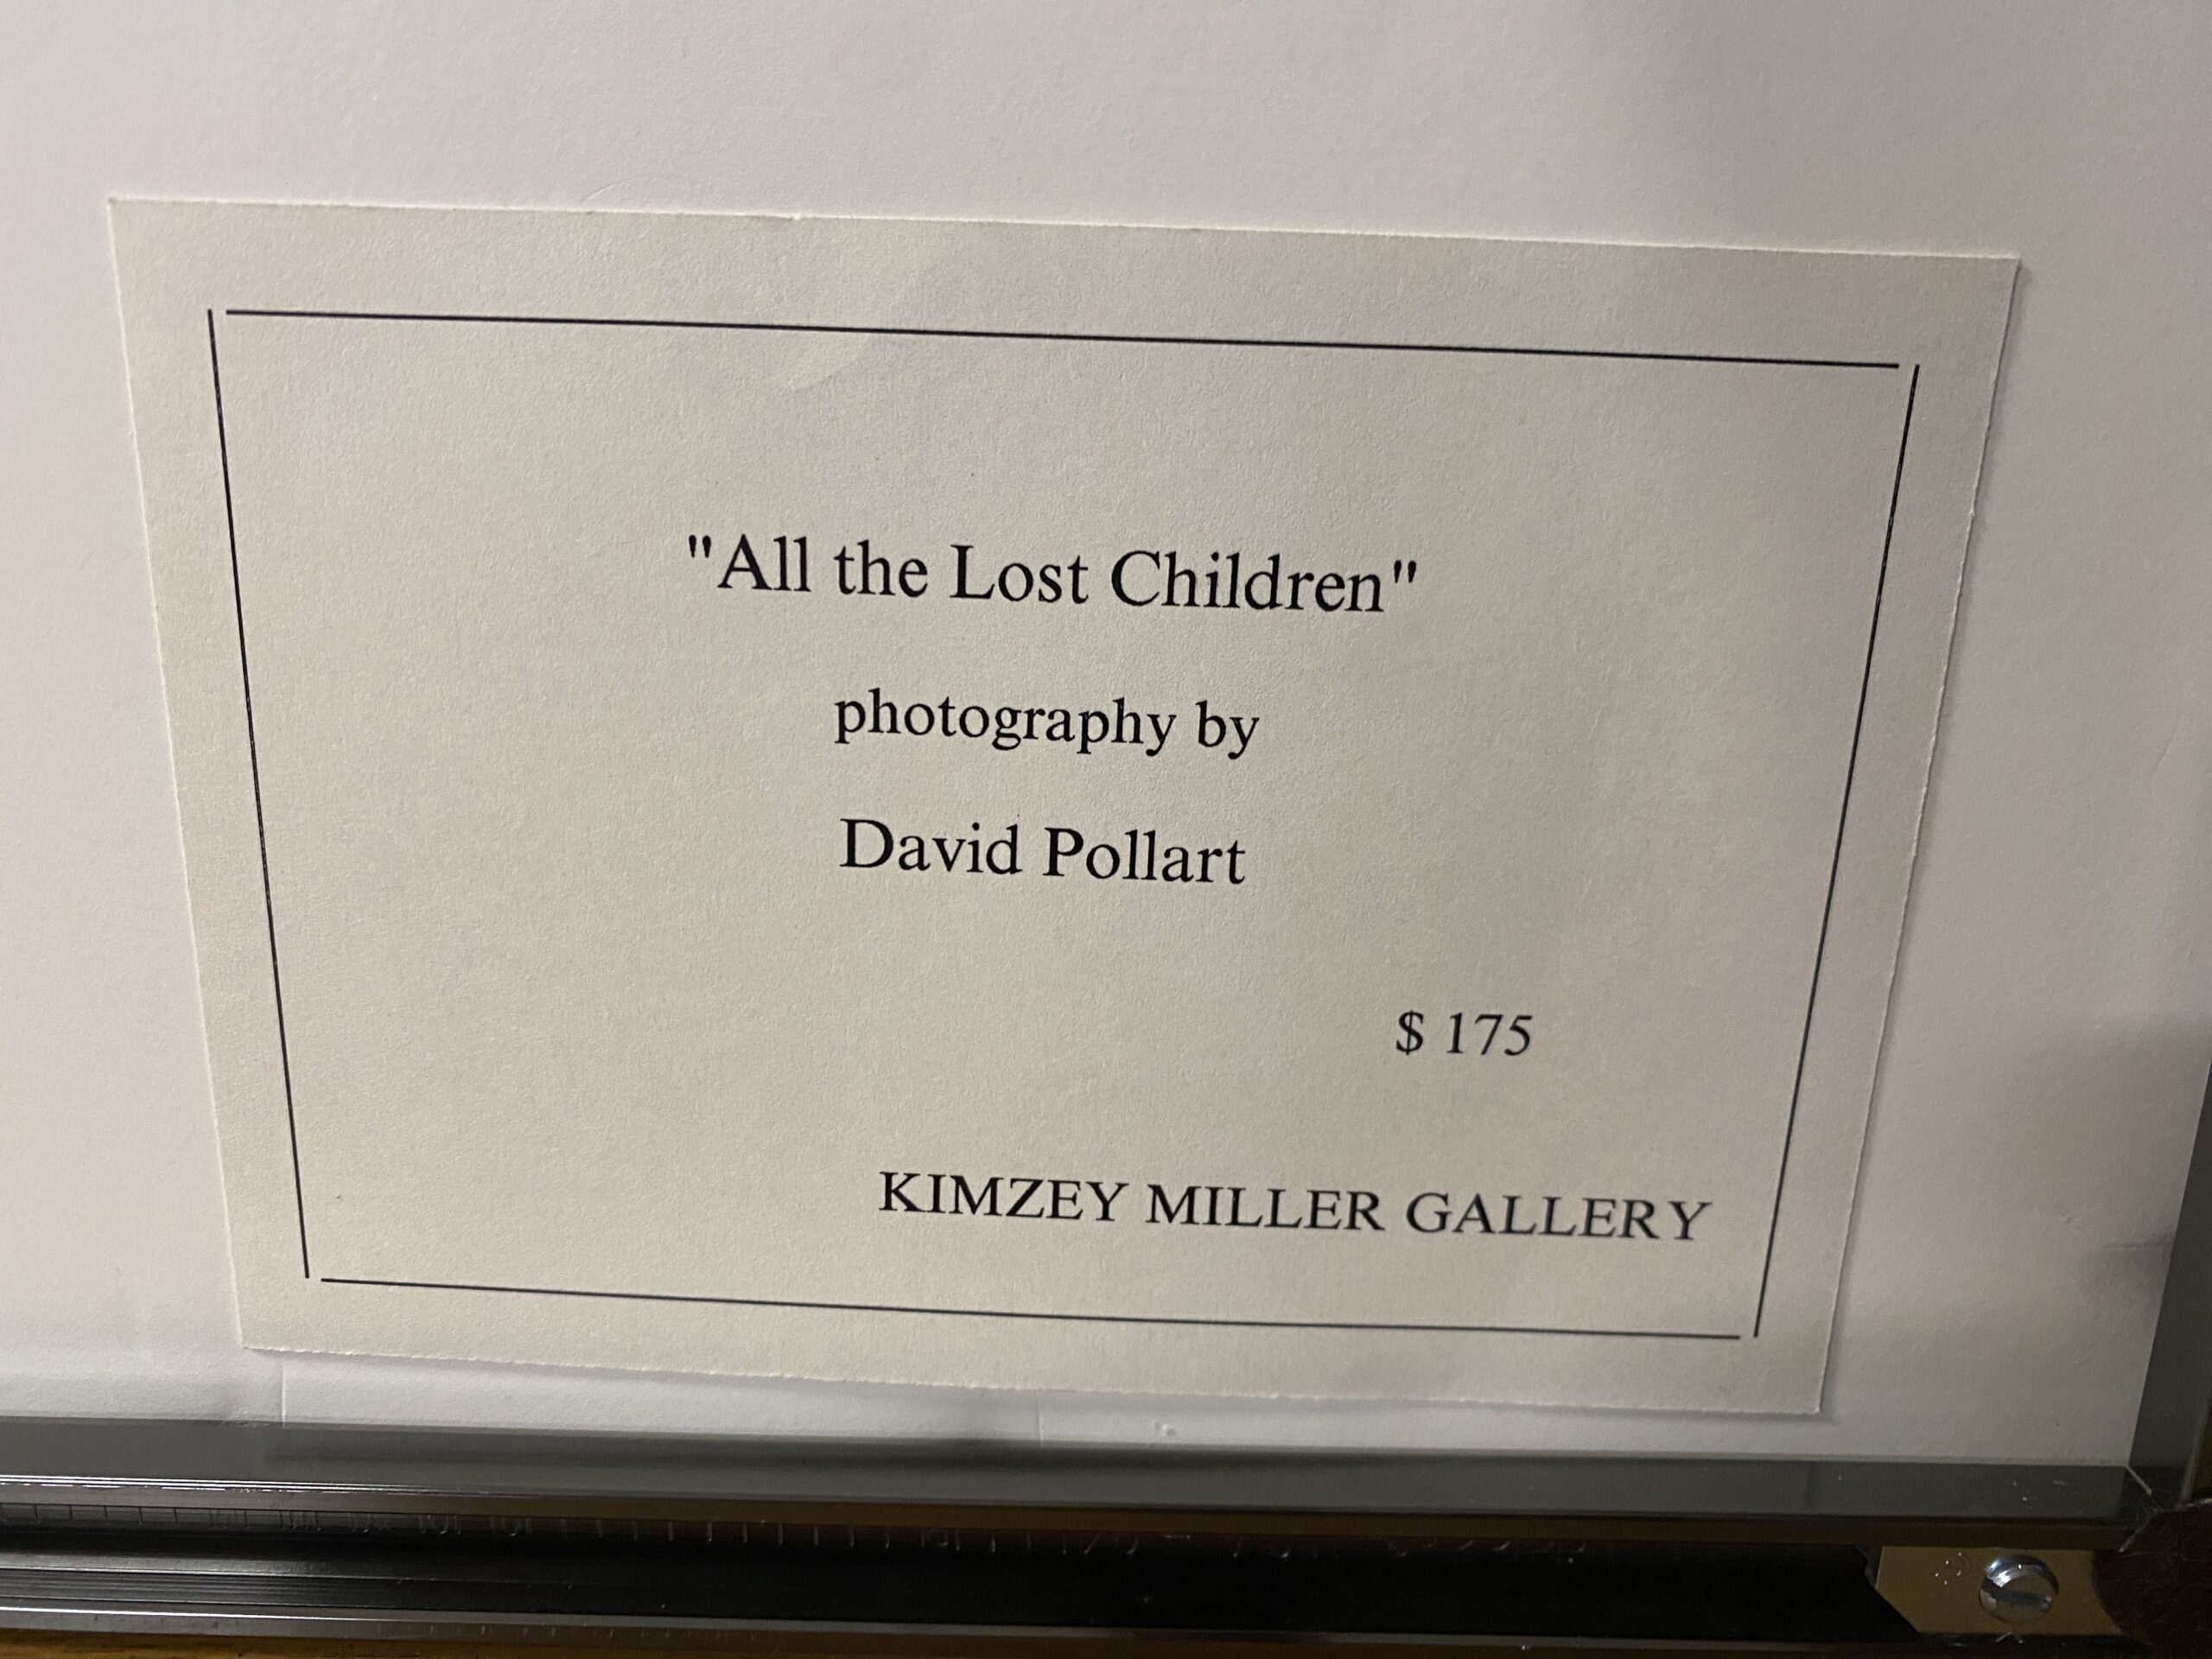 "All the Lost Children"
photography by
David Pollart
$ 175
KIMZEY MILLER GALLERY